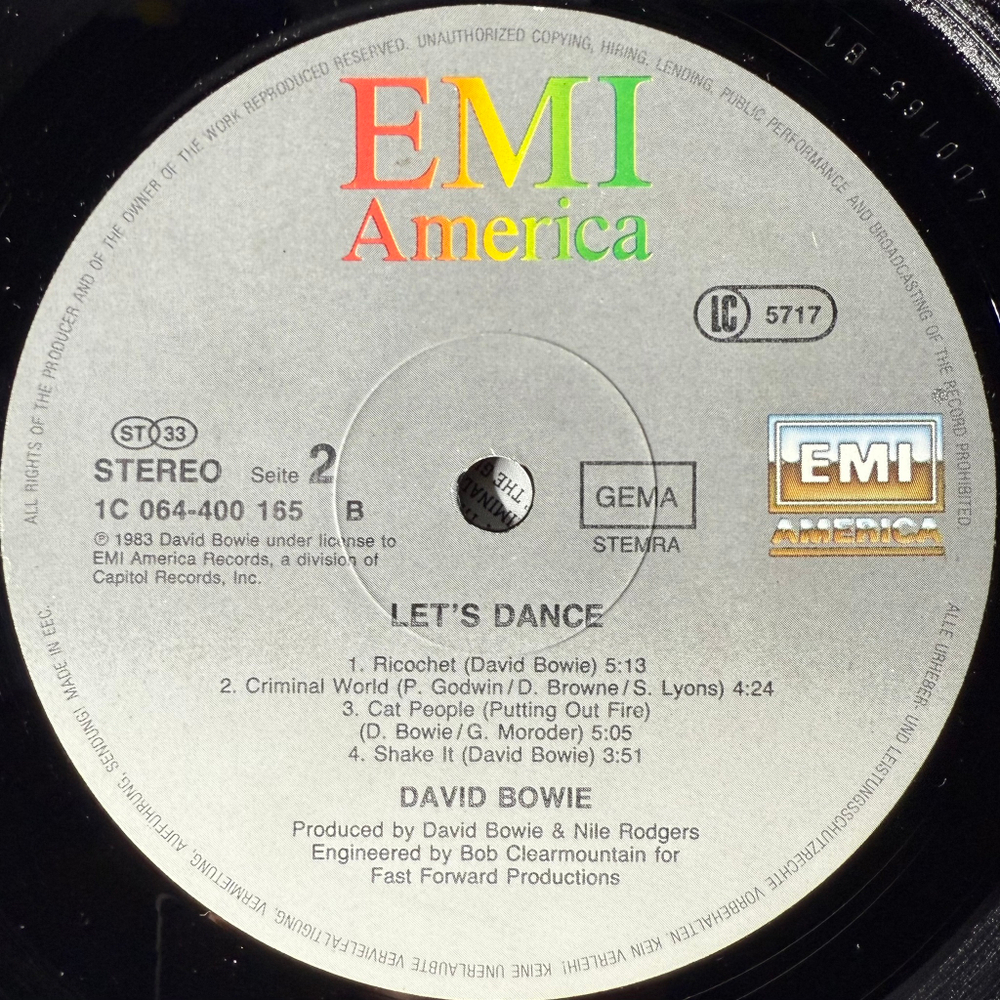 ALL RIGHTS OF THE PRODUCER AND OF THE OWNER OF THE WORK REPRODUCED RESERVED. UNAUTHORIZED COPYING, HIRING, LENDING, PUBLIC PERFORMANCE AND BROADCASTING OF THE RECORD PROHIBITED
400165-B1
EMI
America
LC 5717
ST 33
STEREO Seite 2
1C 064-400 165 B
℗ 1983 David Bowie under license to
EMI America Records, a division of
Capitol Records, Inc.
GEMA
STEMRA
EMI
AMERICA
LET'S DANCE
1. Ricochet (David Bowie) 5:13
2. Criminal World (P. Godwin/D. Browne/S. Lyons) 4:24
3. Cat People (Putting Out Fire)
(D. Bowie/G. Moroder) 5:05
4. Shake It (David Bowie) 3:51
DAVID BOWIE
Produced by David Bowie & Nile Rodgers
Engineered by Bob Clearmountain for
Fast Forward Productions
ALLE URHEBER- UND LEISTUNGSSCHUTZRECHTE VORBEHALTEN. KEIN VERLEIH! KEINE UNERLAUBTE VERVIELFÄLTIGUNG, VERMIETUNG, AUFFÜHRUNG, SENDUNG! MADE IN EEC.